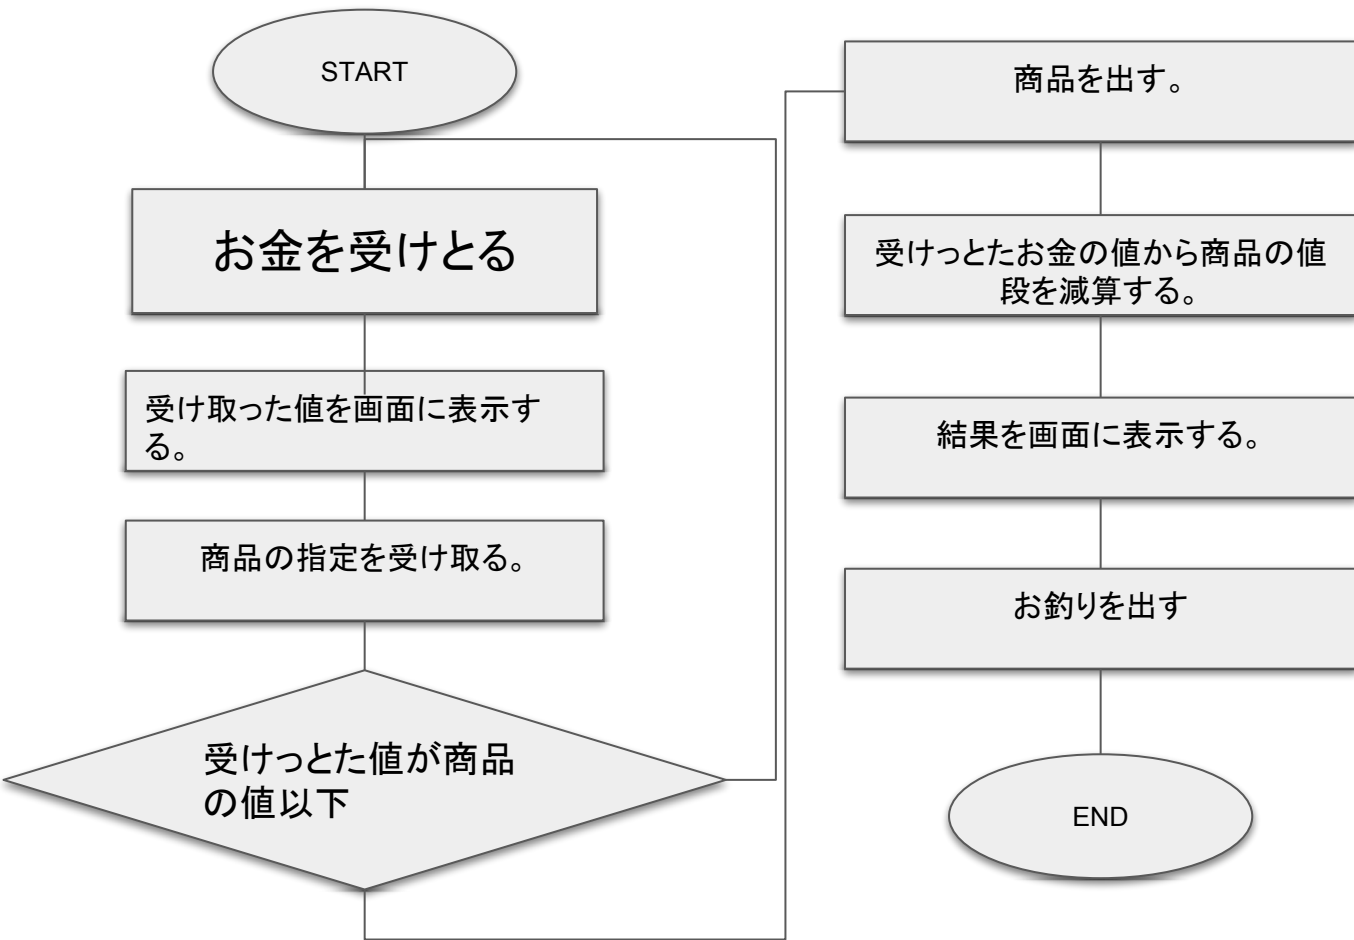 START
お金を受けとる
受け取った値を画面に表示す
る。
商品の指定を受け取る。
受けっとた値が商品
の値以下
商品を出す。
受けっとたお金の値から商品の値
段を減算する。
結果を画面に表示する。
お釣りを出す
END